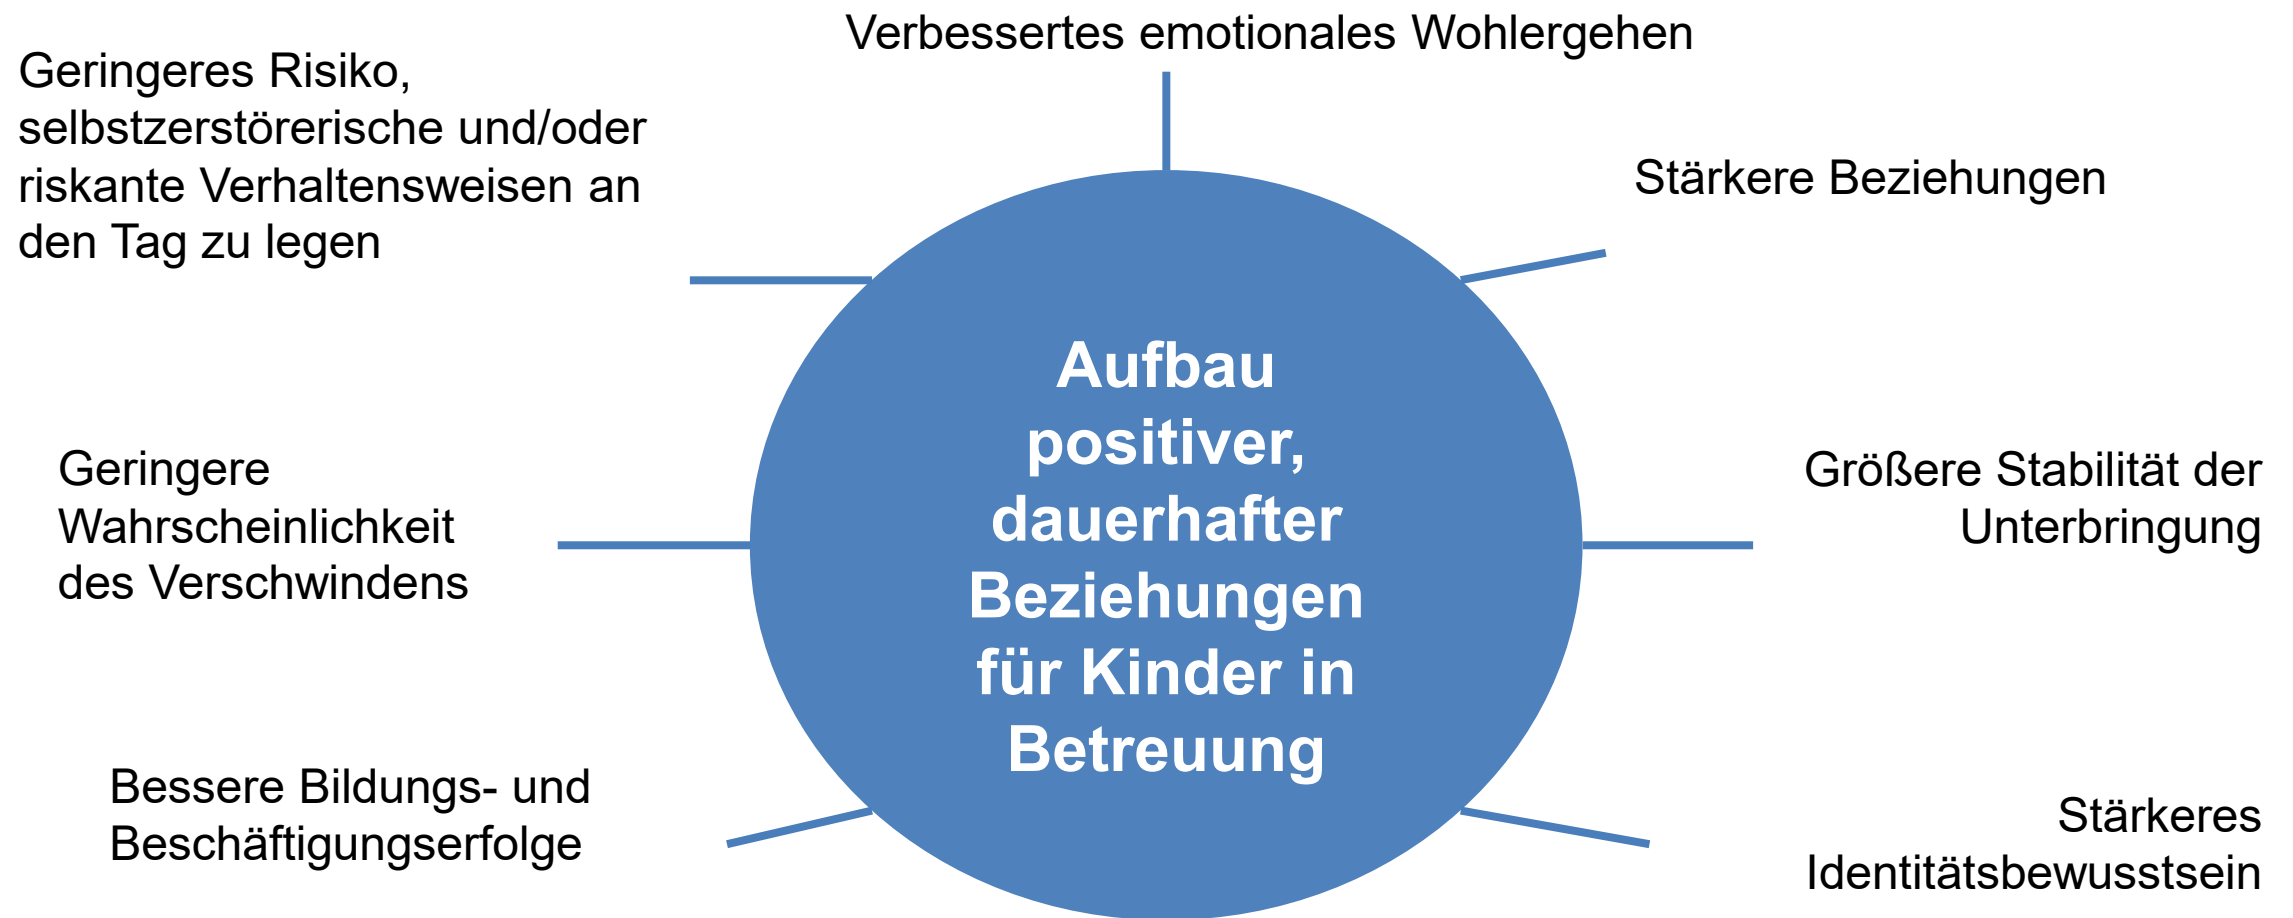 Verbessertes emotionales Wohlergehen
Geringeres Risiko,
selbstzerstörerische und/oder
riskante Verhaltensweisen an
den Tag zu legen
Stärkere Beziehungen
Aufbau
positiver,
dauerhafter
Beziehungen
für Kinder in
Betreuung
Geringere
Wahrscheinlichkeit
des Verschwindens
Größere Stabilität der
Unterbringung
Bessere Bildungs- und
Beschäftigungserfolge
Stärkeres
Identitätsbewusstsein